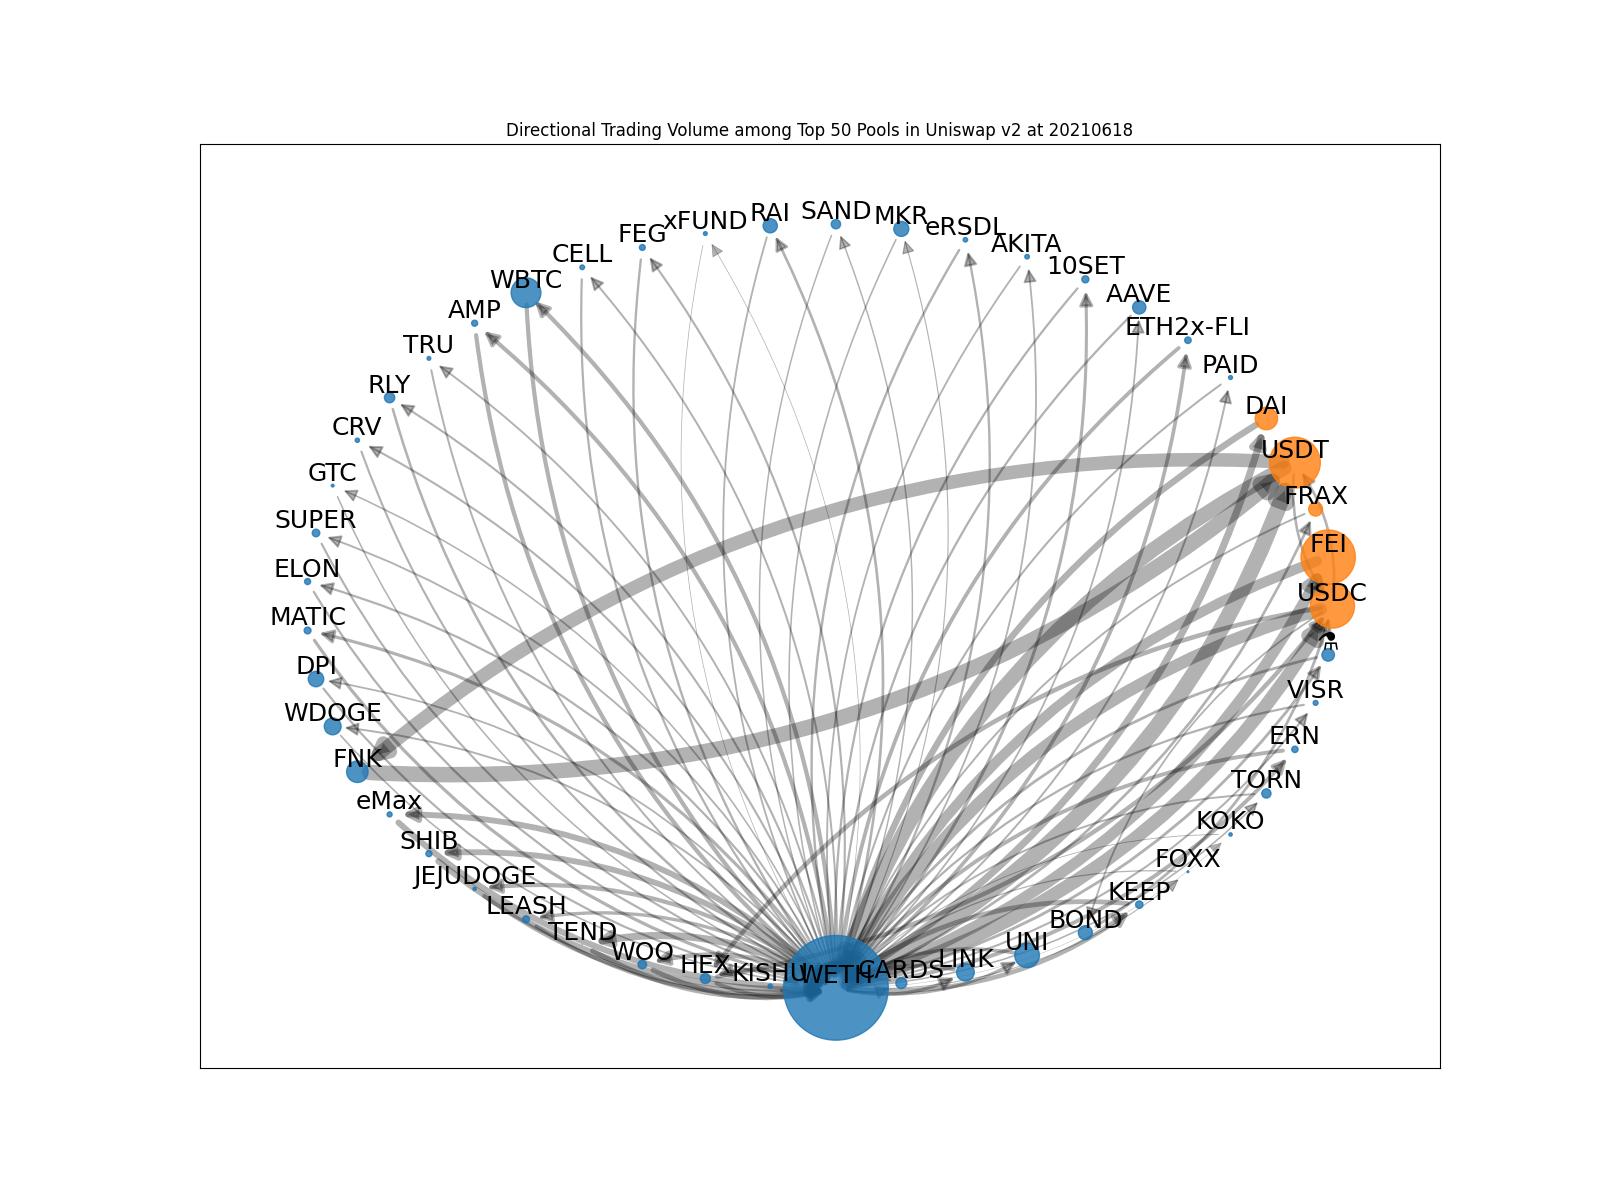 Directional Trading Volume among Top 50 Pools in Uniswap v2 at 20210618
SAND
RAI
MKR
xFUND
eRSDL
FEG
AKITA
CELL
10SET
WBTC
AAVE
AMP
ETH2x-FLI
TRU
PAID
RLY
DAI
CRV
USDT
GTC
FRAX
SUPER
FEI
ELON
USDC
MATIC
⚗
DPI
VISR
WDOGE
ERN
FNK
TORN
eMax
KOKO
SHIB
FOXX
JEJUDOGE
KEEP
LEASH
BOND
TEND
UNI
WOO
LINK
HEX
CARDS
KISHU
WETH